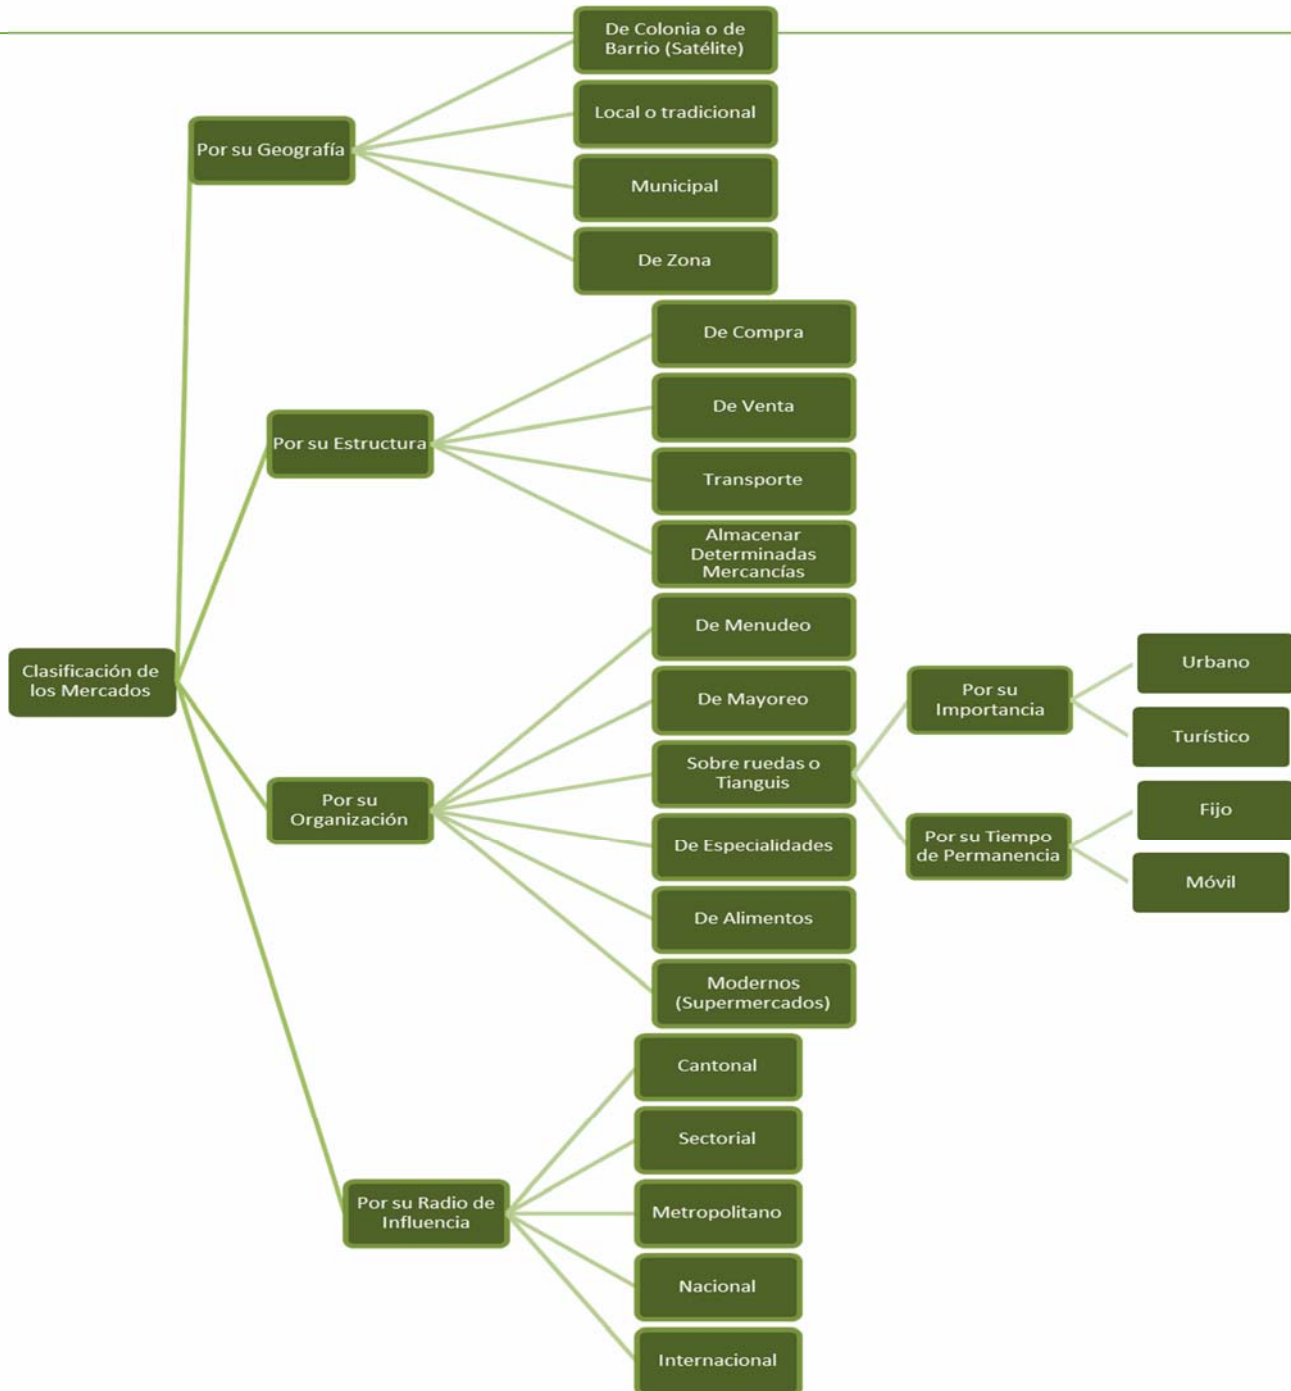 De Colonia o de
Barrio (Satélite)
Local o tradicional
Por su Geografía
Municipal
De Zona
De Compra
De Venta
Por su Estructura
Transporte
Almacenar
Determinadas
Mercancías
De Menudeo
Clasificación de
los Mercados
De Mayoreo
Por su
Importancia
Urbano
Turístico
Sobre ruedas o
Tianguis
Por su
Organización
De Especialidades
Por su Tiempo
de Permanencia
Fijo
Móvil
De Alimentos
Modernos
(Supermercados)
Cantonal
Sectorial
Por su Radio de
Influencia
Metropolitano
Nacional
Internacional